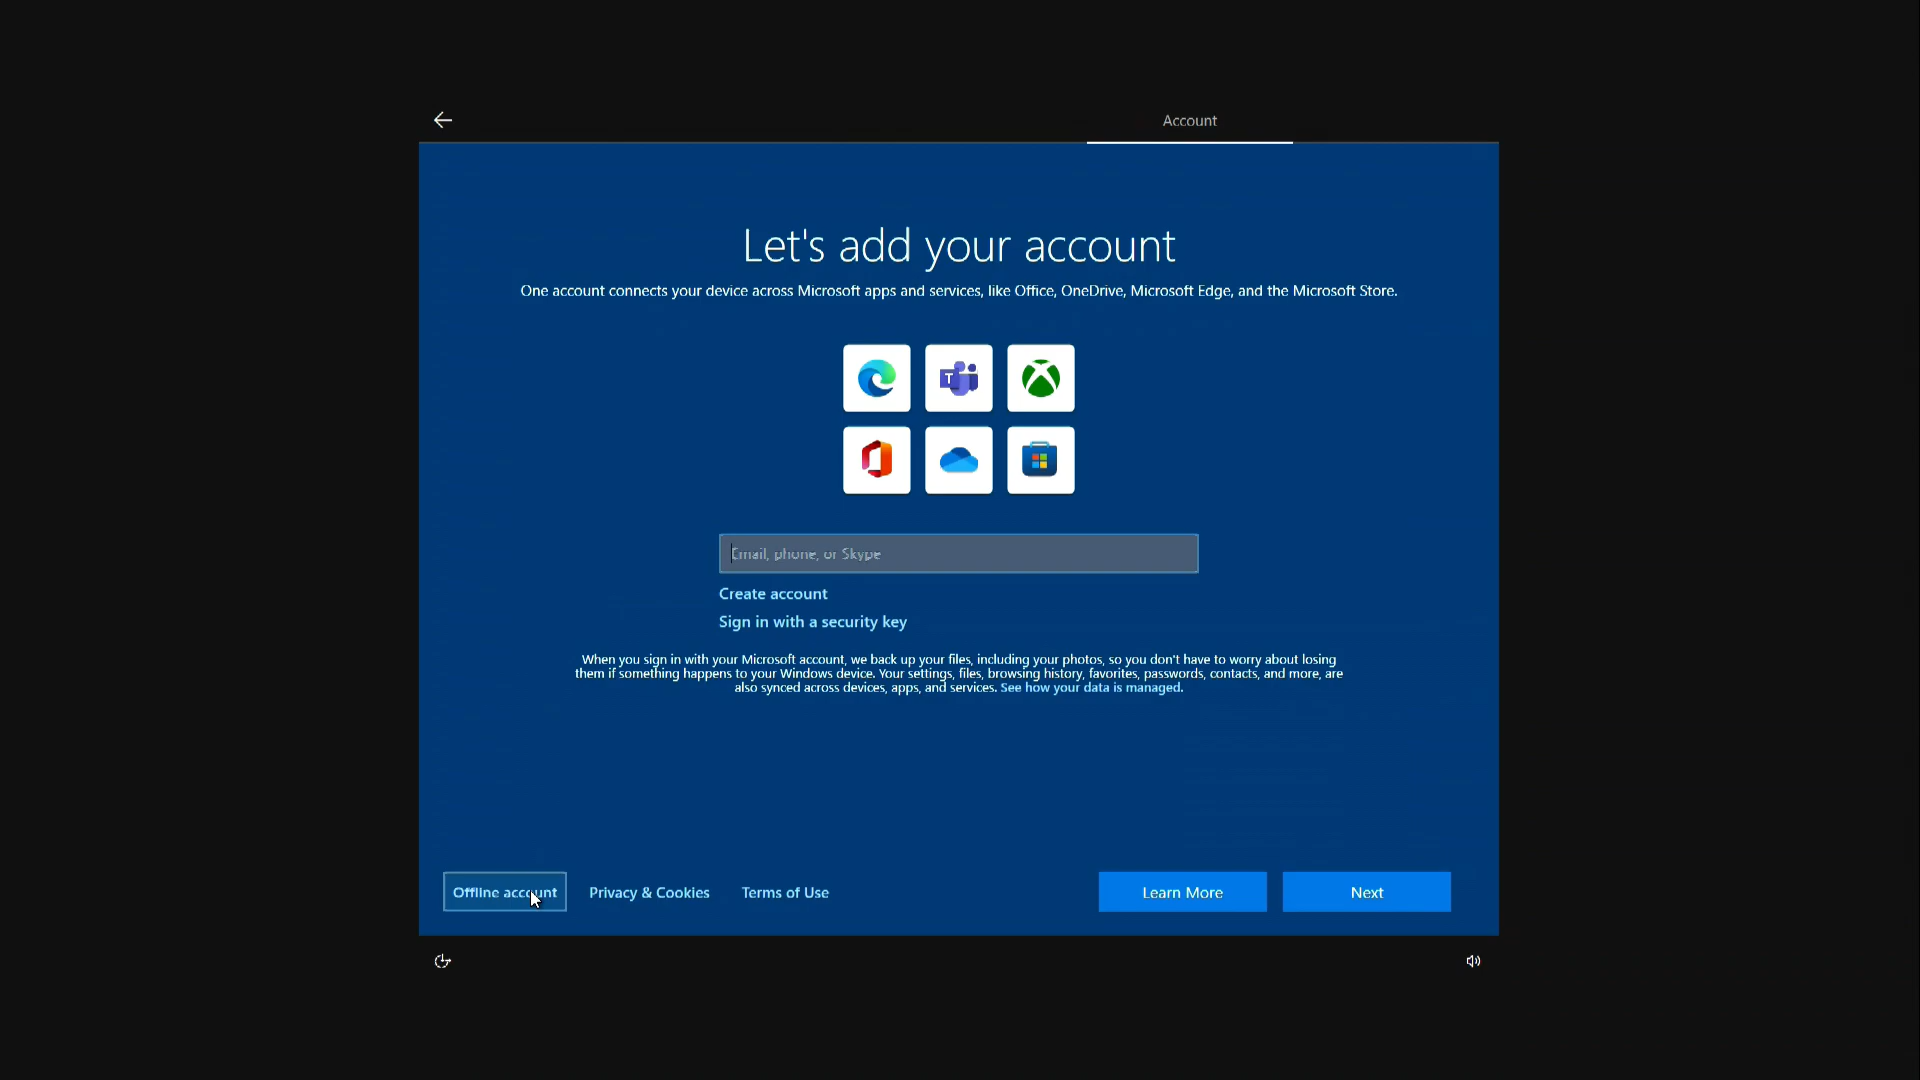 Account
Let's add your account
One account connects your device across Microsoft apps and services, like Office, OneDrive, Microsoft Edge, and the Microsoft Store.
T
Email, phone, or Skype
Create account
Sign in with a security key
When you sign in with your Microsoft account, we back up your files, including your photos, so you don't have to worry about losing
them if something happens to your Windows device. Your settings, files, browsing history, favorites, passwords, contacts, and more, are
also synced across devices, apps, and services. See how your data is managed.
Offline account Privacy & Cookies Terms of Use Learn More Next